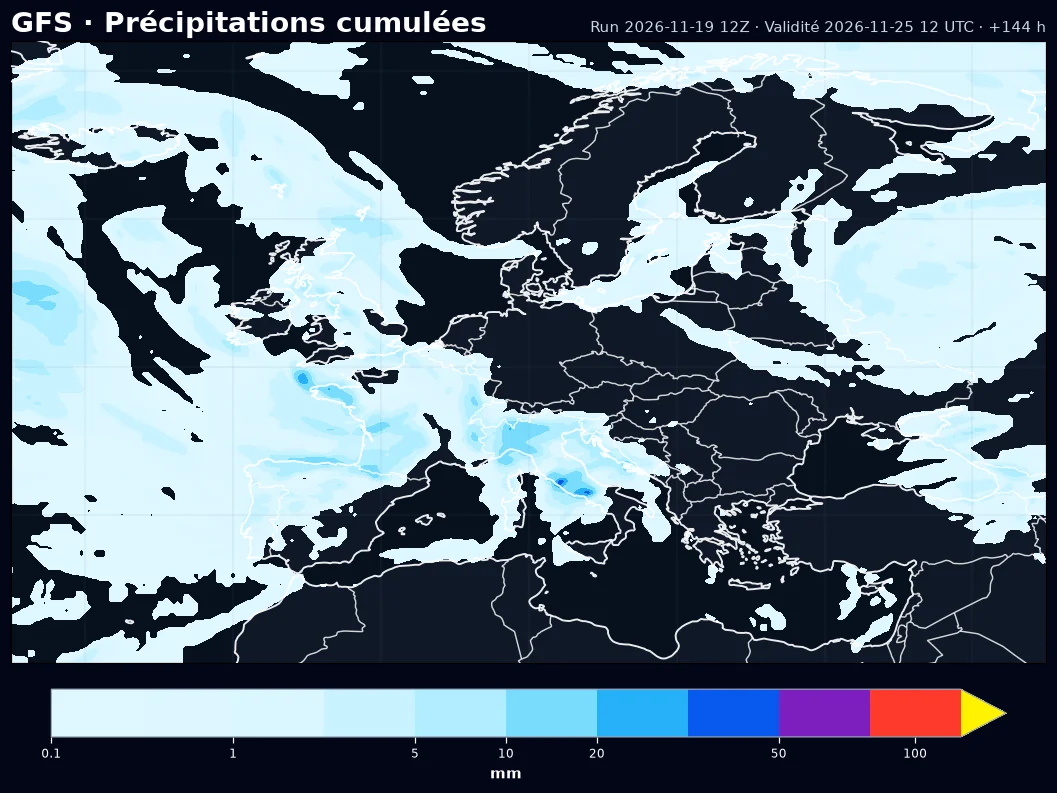 GFS · Précipitations cumulées
Run 2026-11-19 12Z · Validité 2026-11-25 12 UTC · +144 h
0.1 1 5 10 20 50 100
mm